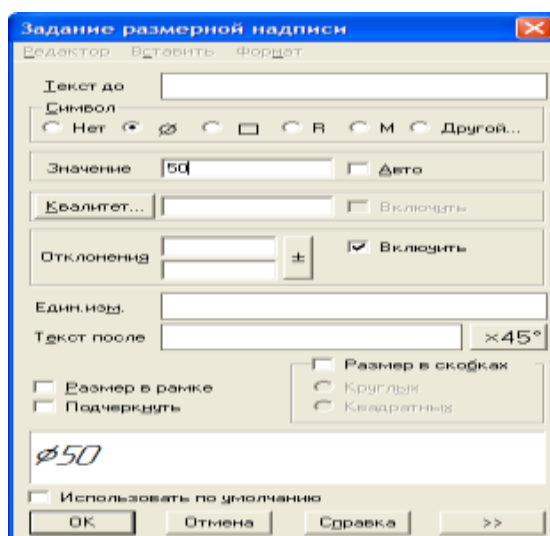 Задание размерной надписи
Редактор Вставить Формат
Текст до
Символ
Нет ⌀ □ R M Другой...
Значение 50 Авто
Квалитет... Включить
Отклонения ± Включить
Един.изм.
Текст после ×45°
Размер в скобках
Размер в рамке Круглых
Подчеркнуть Квадратных
⌀50
Использовать по умолчанию
OK Отмена Справка >>